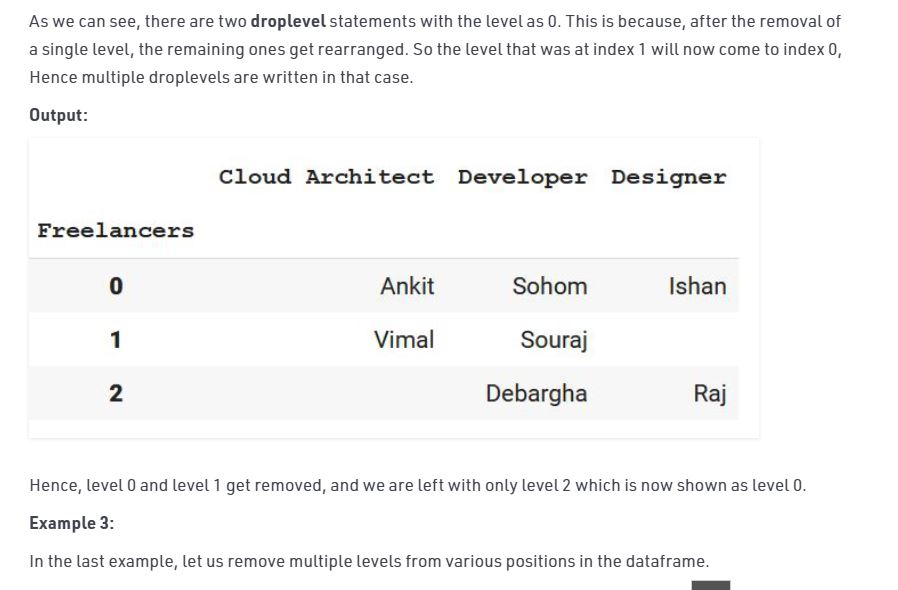 As we can see, there are two droplevel statements with the level as 0. This is because, after the removal of
a single level, the remaining ones get rearranged. So the level that was at index 1 will now come to index 0,
Hence multiple droplevels are written in that case.
Output:
Cloud Architect Developer Designer
Freelancers
0 Ankit Sohom Ishan
1 Vimal Souraj
2 Debargha Raj
Hence, level 0 and level 1 get removed, and we are left with only level 2 which is now shown as level 0.
Example 3:
In the last example, let us remove multiple levels from various positions in the dataframe.